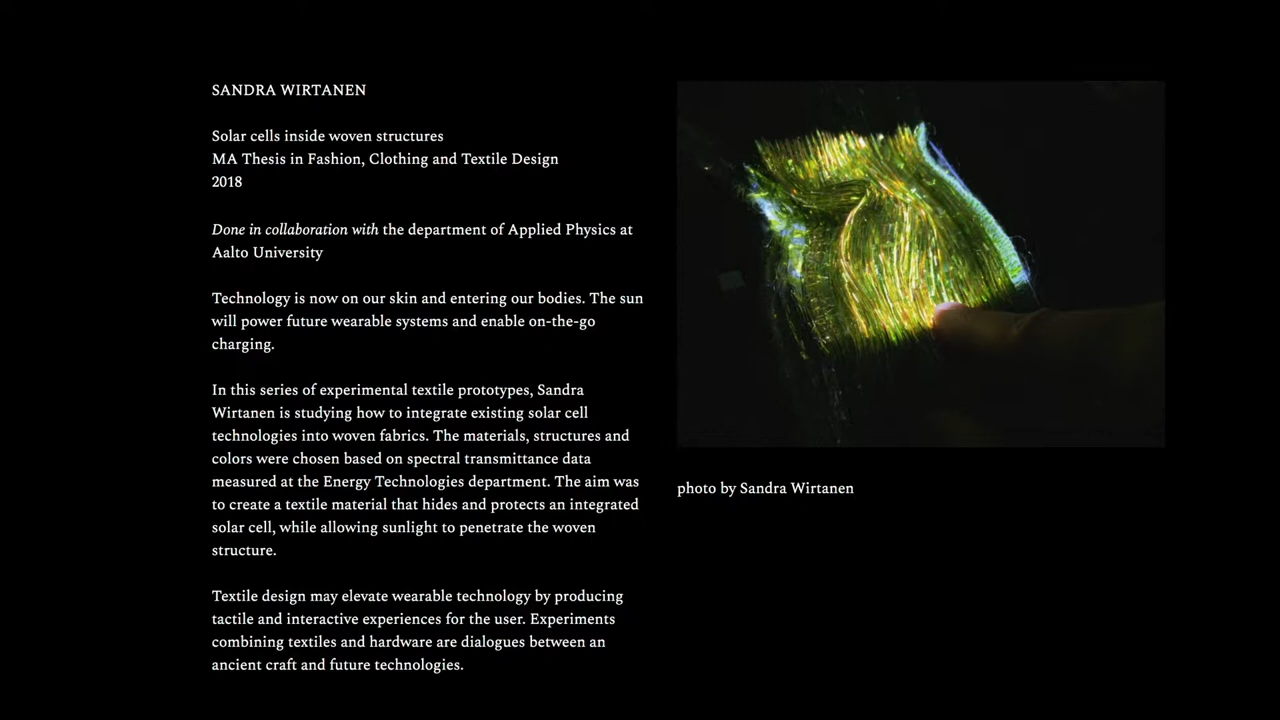 SANDRA WIRTANEN
Solar cells inside woven structures
MA Thesis in Fashion, Clothing and Textile Design
2018
Done in collaboration with the department of Applied Physics at
Aalto University
Technology is now on our skin and entering our bodies. The sun
will power future wearable systems and enable on-the-go
charging.
In this series of experimental textile prototypes, Sandra
Wirtanen is studying how to integrate existing solar cell
technologies into woven fabrics. The materials, structures and
colors were chosen based on spectral transmittance data
measured at the Energy Technologies department. The aim was
to create a textile material that hides and protects an integrated
solar cell, while allowing sunlight to penetrate the woven
structure.
Textile design may elevate wearable technology by producing
tactile and interactive experiences for the user. Experiments
combining textiles and hardware are dialogues between an
ancient craft and future technologies.
photo by Sandra Wirtanen